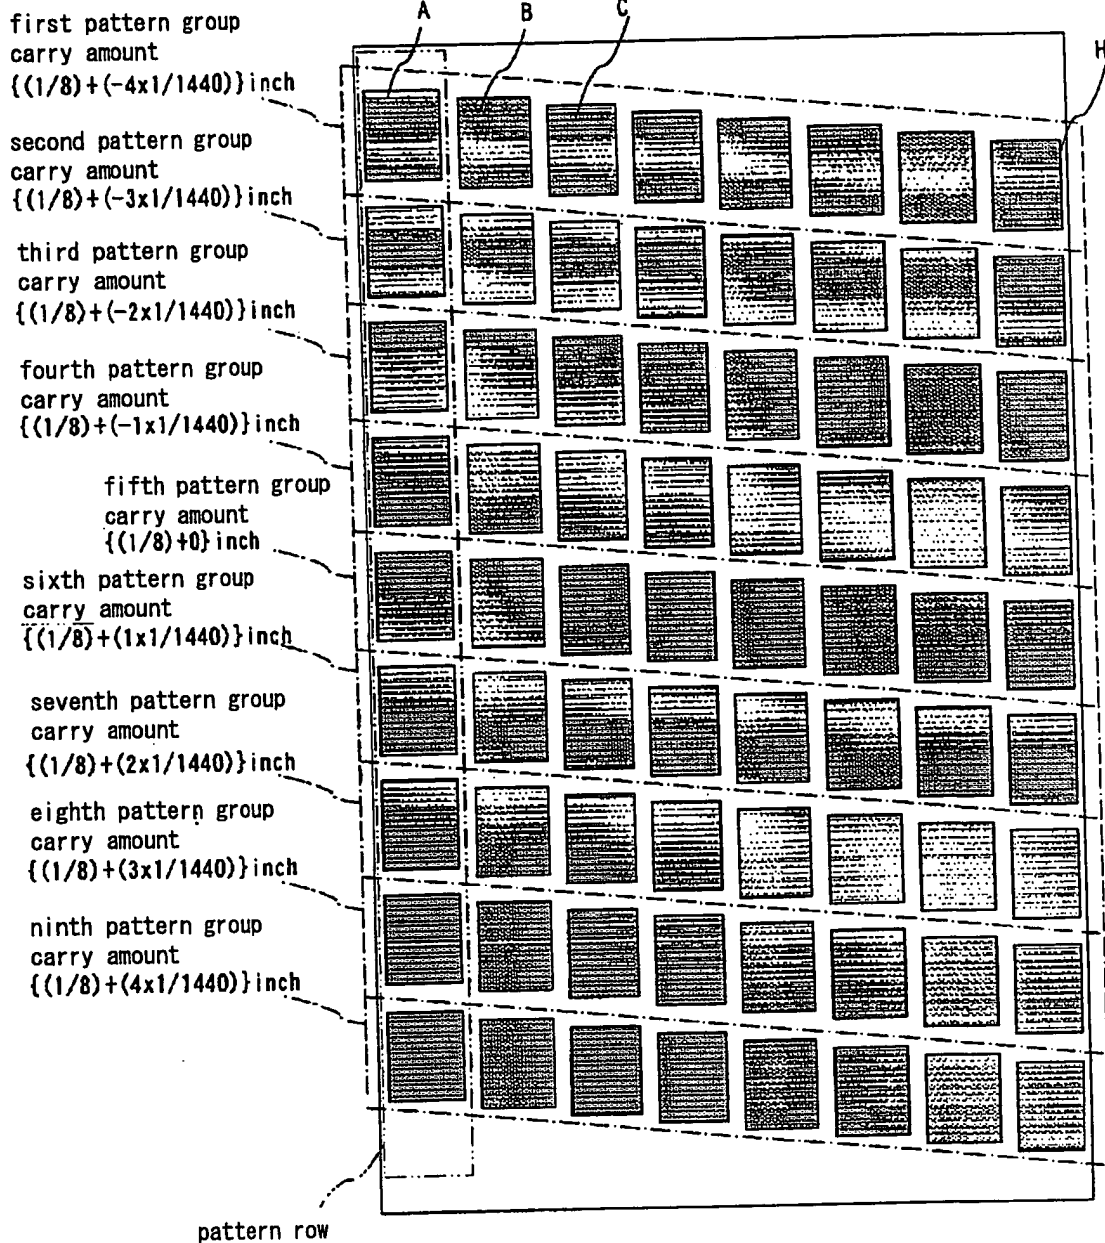 A
B
C
H
first pattern group
carry amount
{(1/8)+(-4x1/1440)}inch
second pattern group
carry amount
{(1/8)+(-3x1/1440)}inch
third pattern group
carry amount
{(1/8)+(-2x1/1440)}inch
fourth pattern group
carry amount
{(1/8)+(-1x1/1440)}inch
fifth pattern group
carry amount
{(1/8)+0}inch
sixth pattern group
carry amount
{(1/8)+(1x1/1440)}inch
seventh pattern group
carry amount
{(1/8)+(2x1/1440)}inch
eighth pattern group
carry amount
{(1/8)+(3x1/1440)}inch
ninth pattern group
carry amount
{(1/8)+(4x1/1440)}inch
pattern row